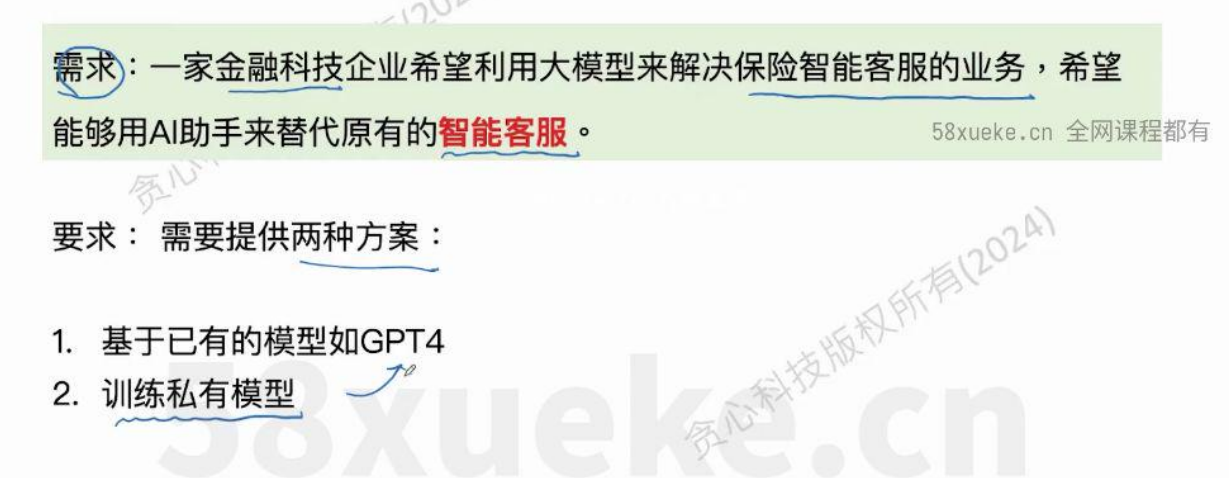 (202
需求：一家金融科技企业希望利用大模型来解决保险智能客服的业务，希望
能够用AI助手来替代原有的智能客服。
58xueke.cn 全网课程都有
贪心
要求： 需要提供两种方案：
贪心科技版权所有(2024)
1. 基于已有的模型如GPT4
2. 训练私有模型
58xueke.cn